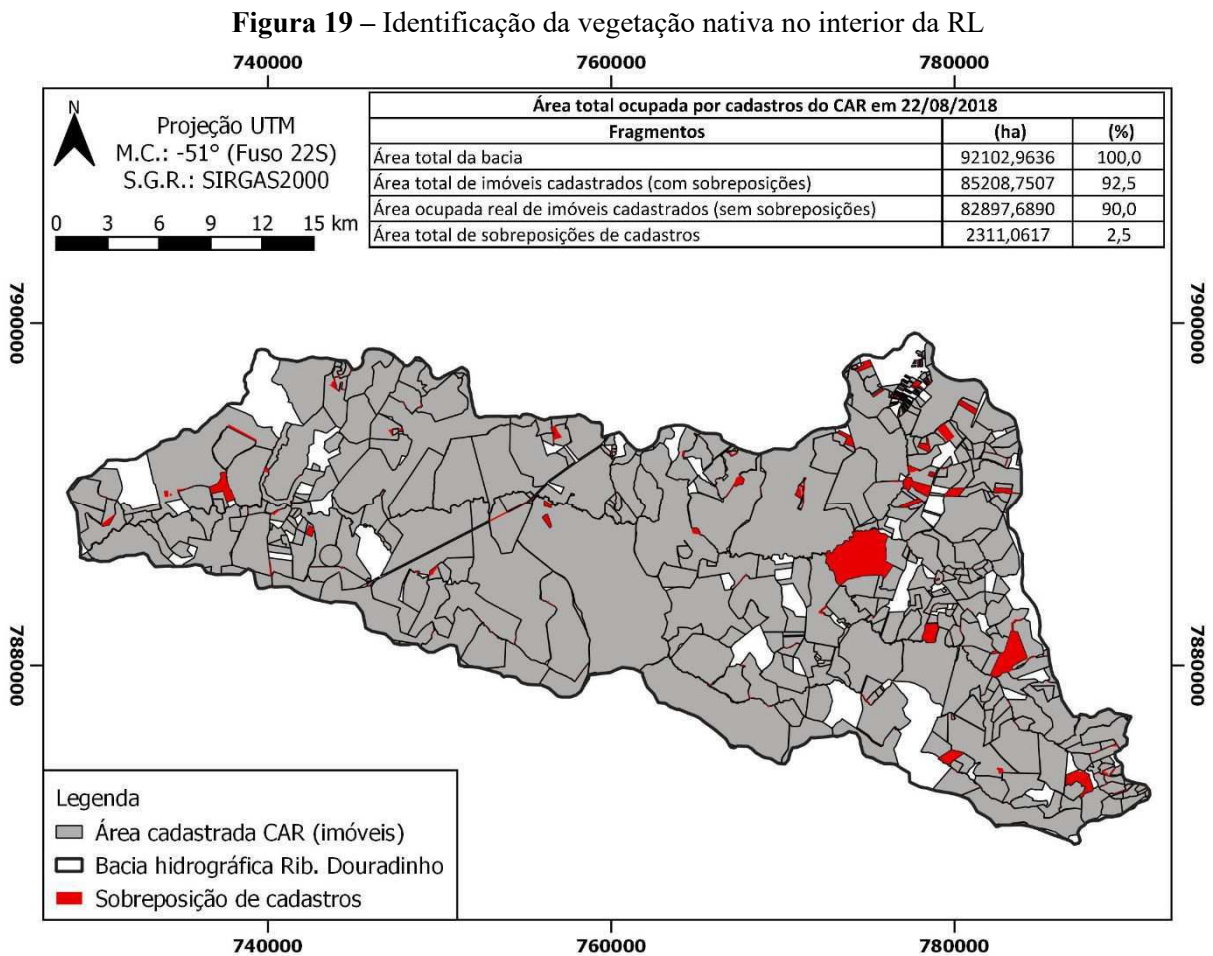 Figura 19 – Identificação da vegetação nativa no interior da RL
740000 760000 780000
N
Projeção UTM
M.C.: -51° (Fuso 22S)
S.G.R.: SIRGAS2000
0 3 6 9 12 15 km
Área total ocupada por cadastros do CAR em 22/08/2018
Fragmentos (ha) (%)
Área total da bacia 92102,9636 100,0
Área total de imóveis cadastrados (com sobreposições) 85208,7507 92,5
Área ocupada real de imóveis cadastrados (sem sobreposições) 82897,6890 90,0
Área total de sobreposições de cadastros 2311,0617 2,5
7900000 7900000
7880000 7880000
Legenda
Área cadastrada CAR (imóveis)
Bacia hidrográfica Rib. Douradinho
Sobreposição de cadastros
740000 760000 780000